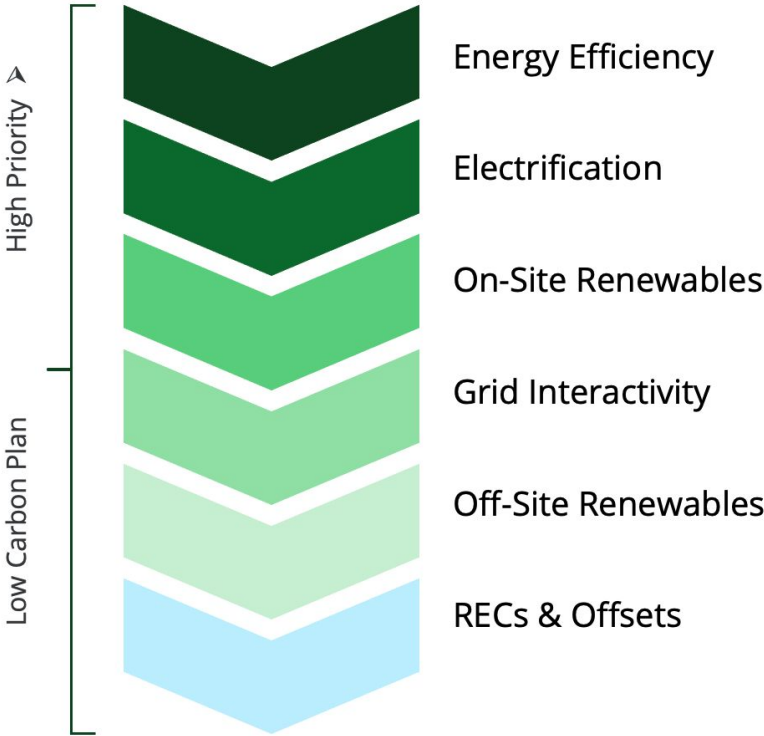 High Priority ➤
Low Carbon Plan
Energy Efficiency
Electrification
On-Site Renewables
Grid Interactivity
Off-Site Renewables
RECs & Offsets